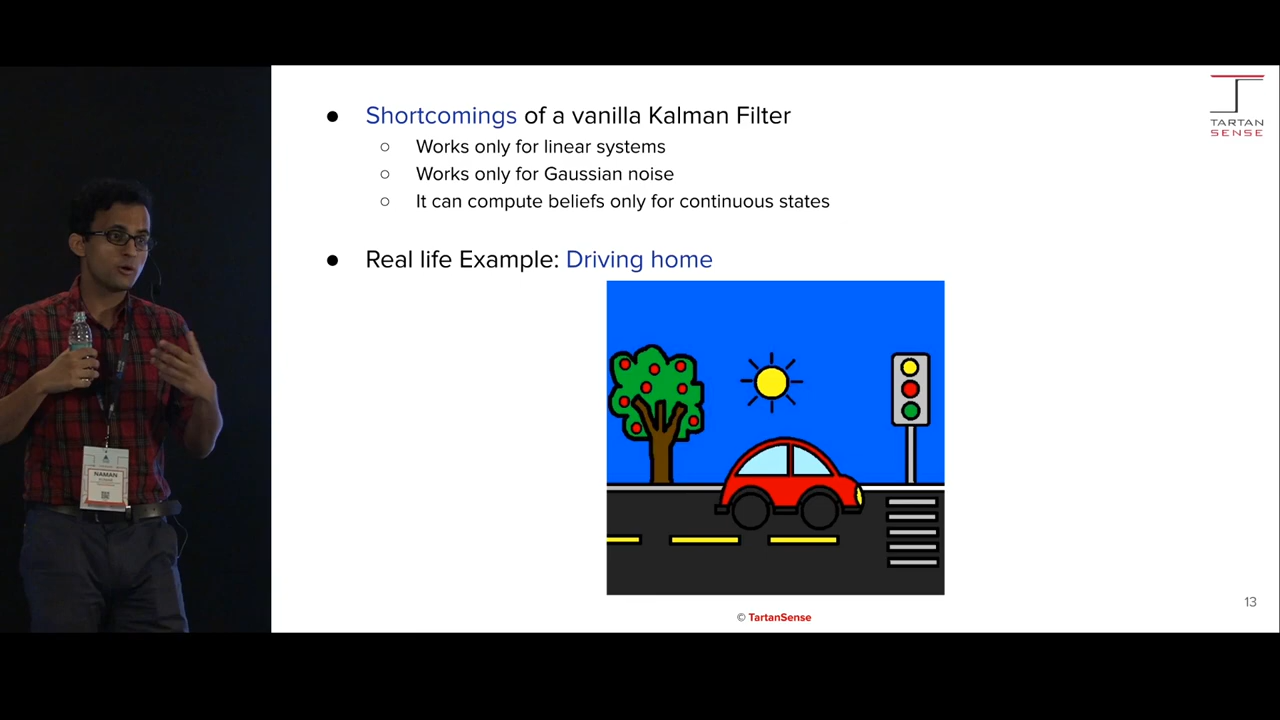 ● Shortcomings of a vanilla Kalman Filter
○ Works only for linear systems
○ Works only for Gaussian noise
○ It can compute beliefs only for continuous states
● Real life Example: Driving home
TARTAN
SENSE
NAMAN
13
© TartanSense